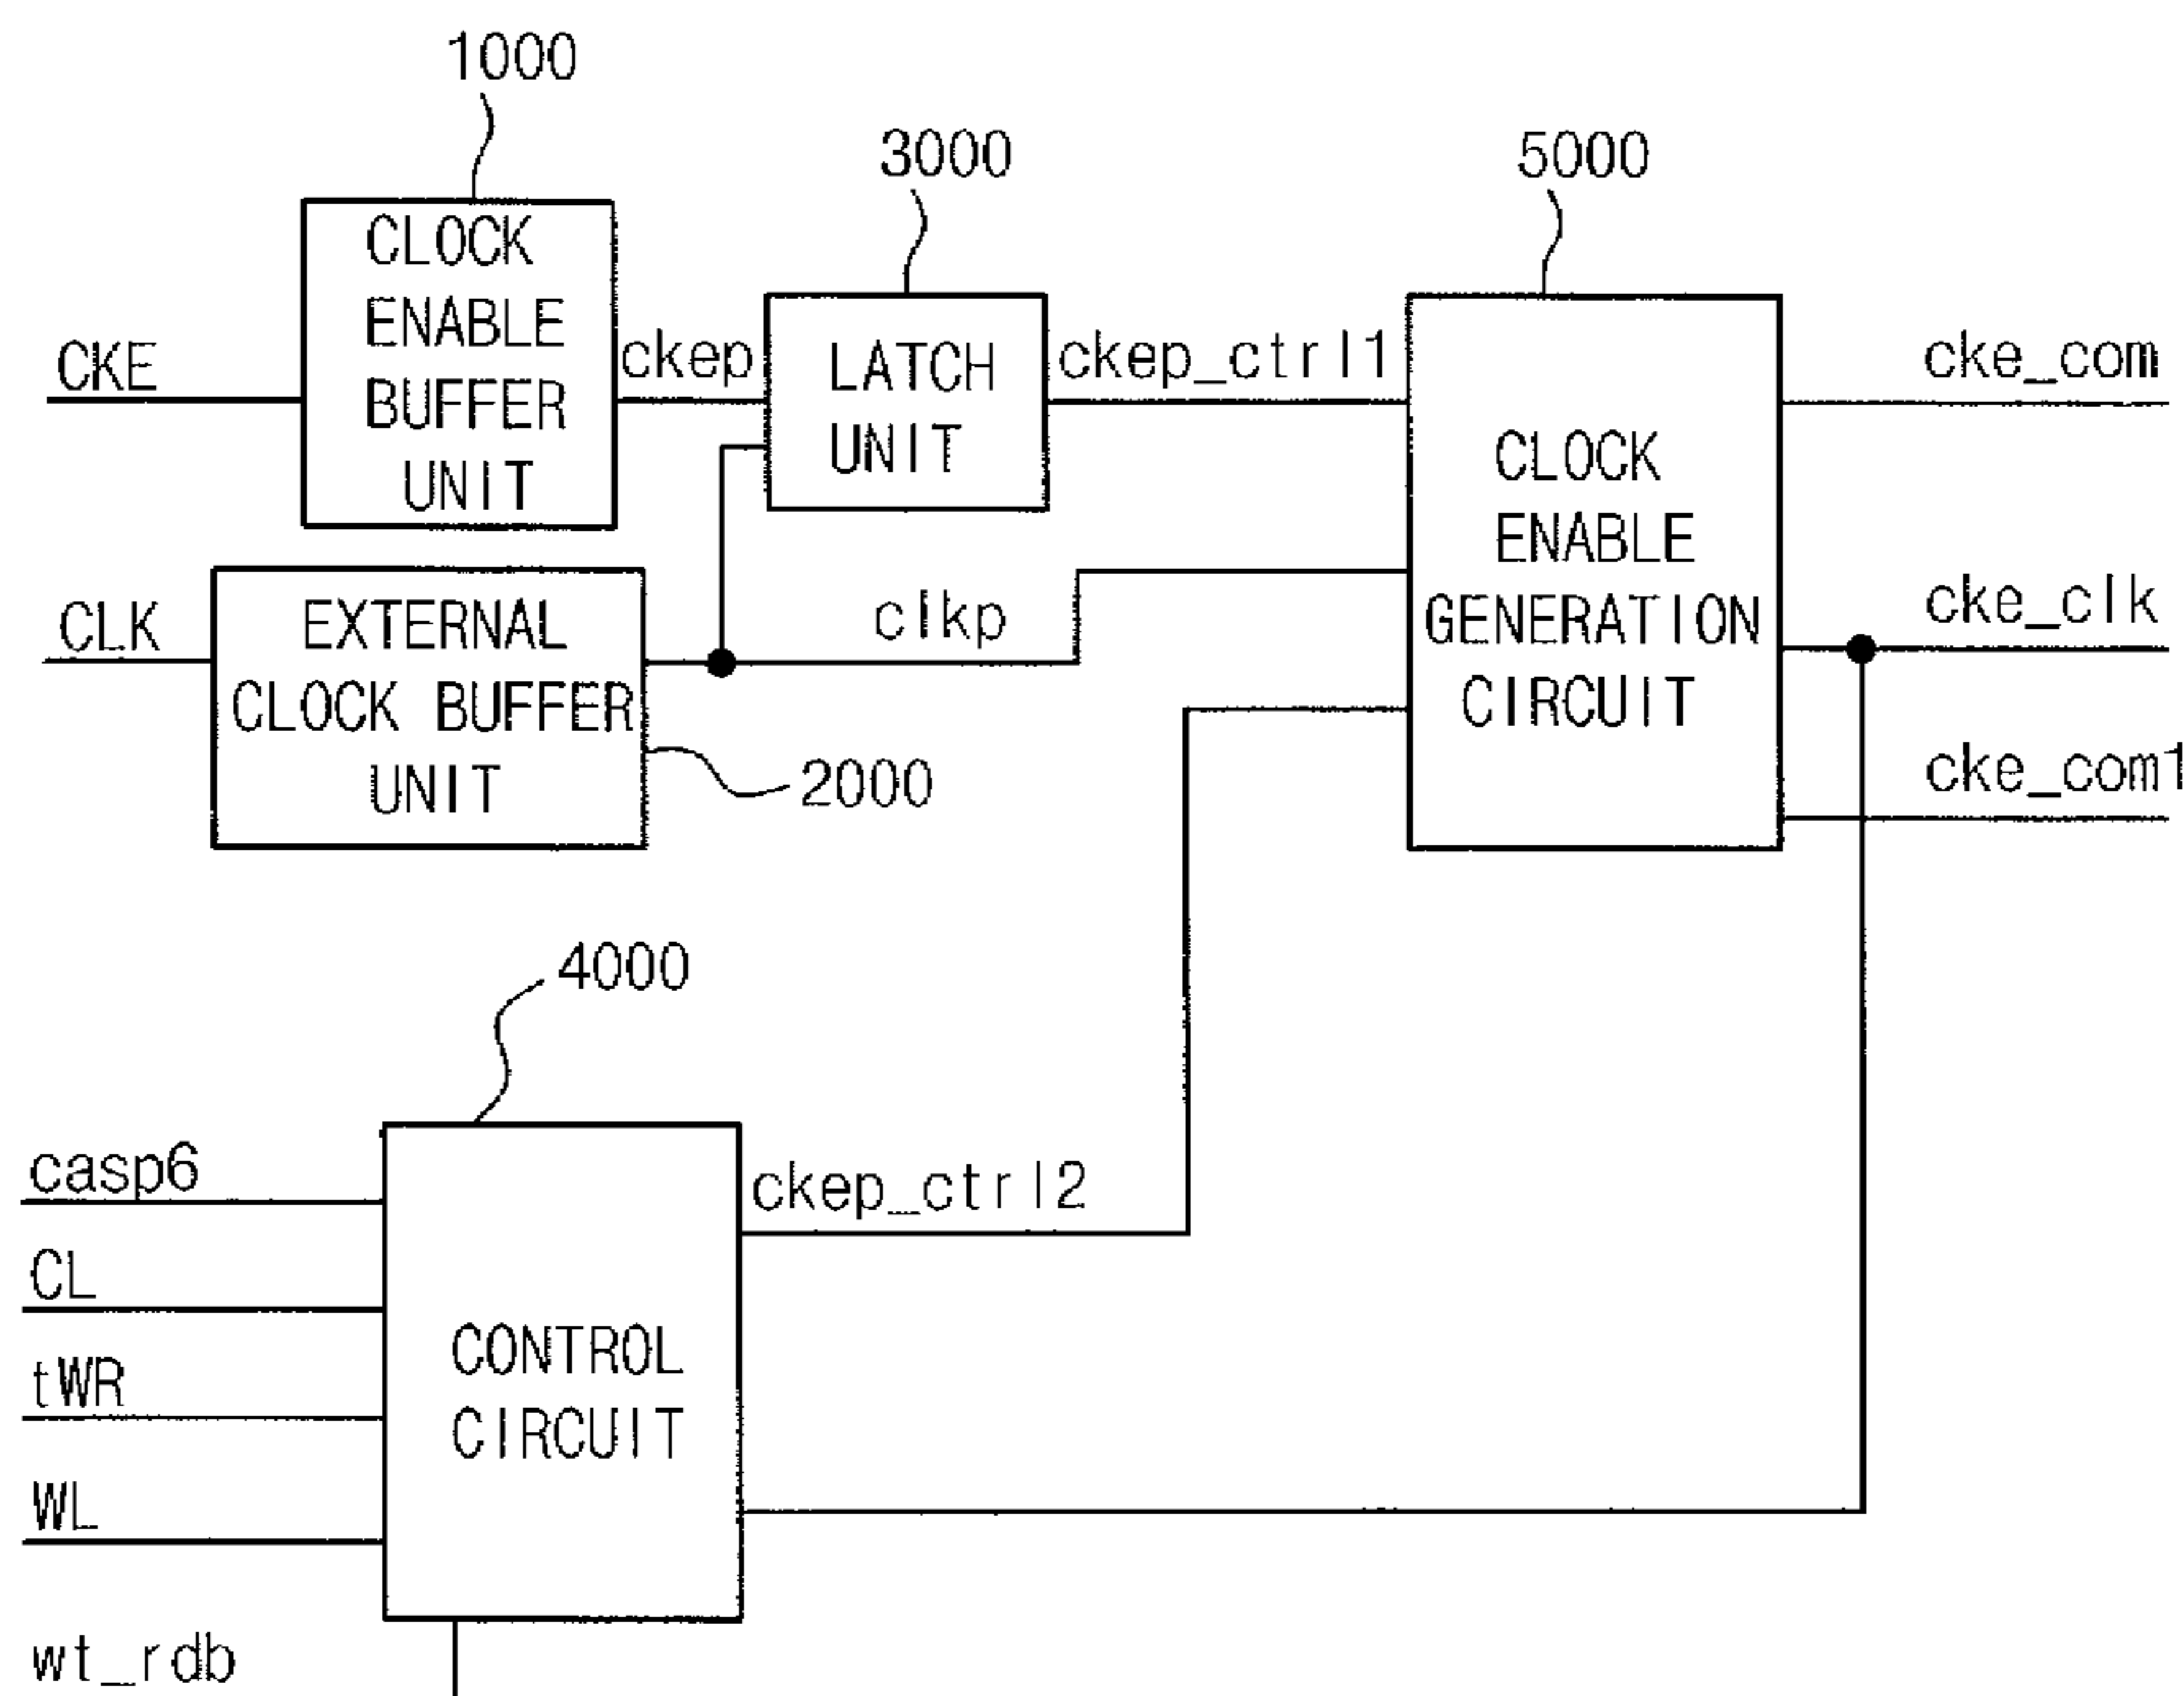 1000
3000
5000
CLOCK
ENABLE
BUFFER
UNIT
CKE
ckep
LATCH
UNIT
ckep_ctrl1
CLOCK
ENABLE
GENERATION
CIRCUIT
cke_com
cke_clk
cke_com1
CLK
EXTERNAL
CLOCK BUFFER
UNIT
clkp
2000
4000
casp6
CL
tWR
WL
wt_rdb
CONTROL
CIRCUIT
ckep_ctrl2